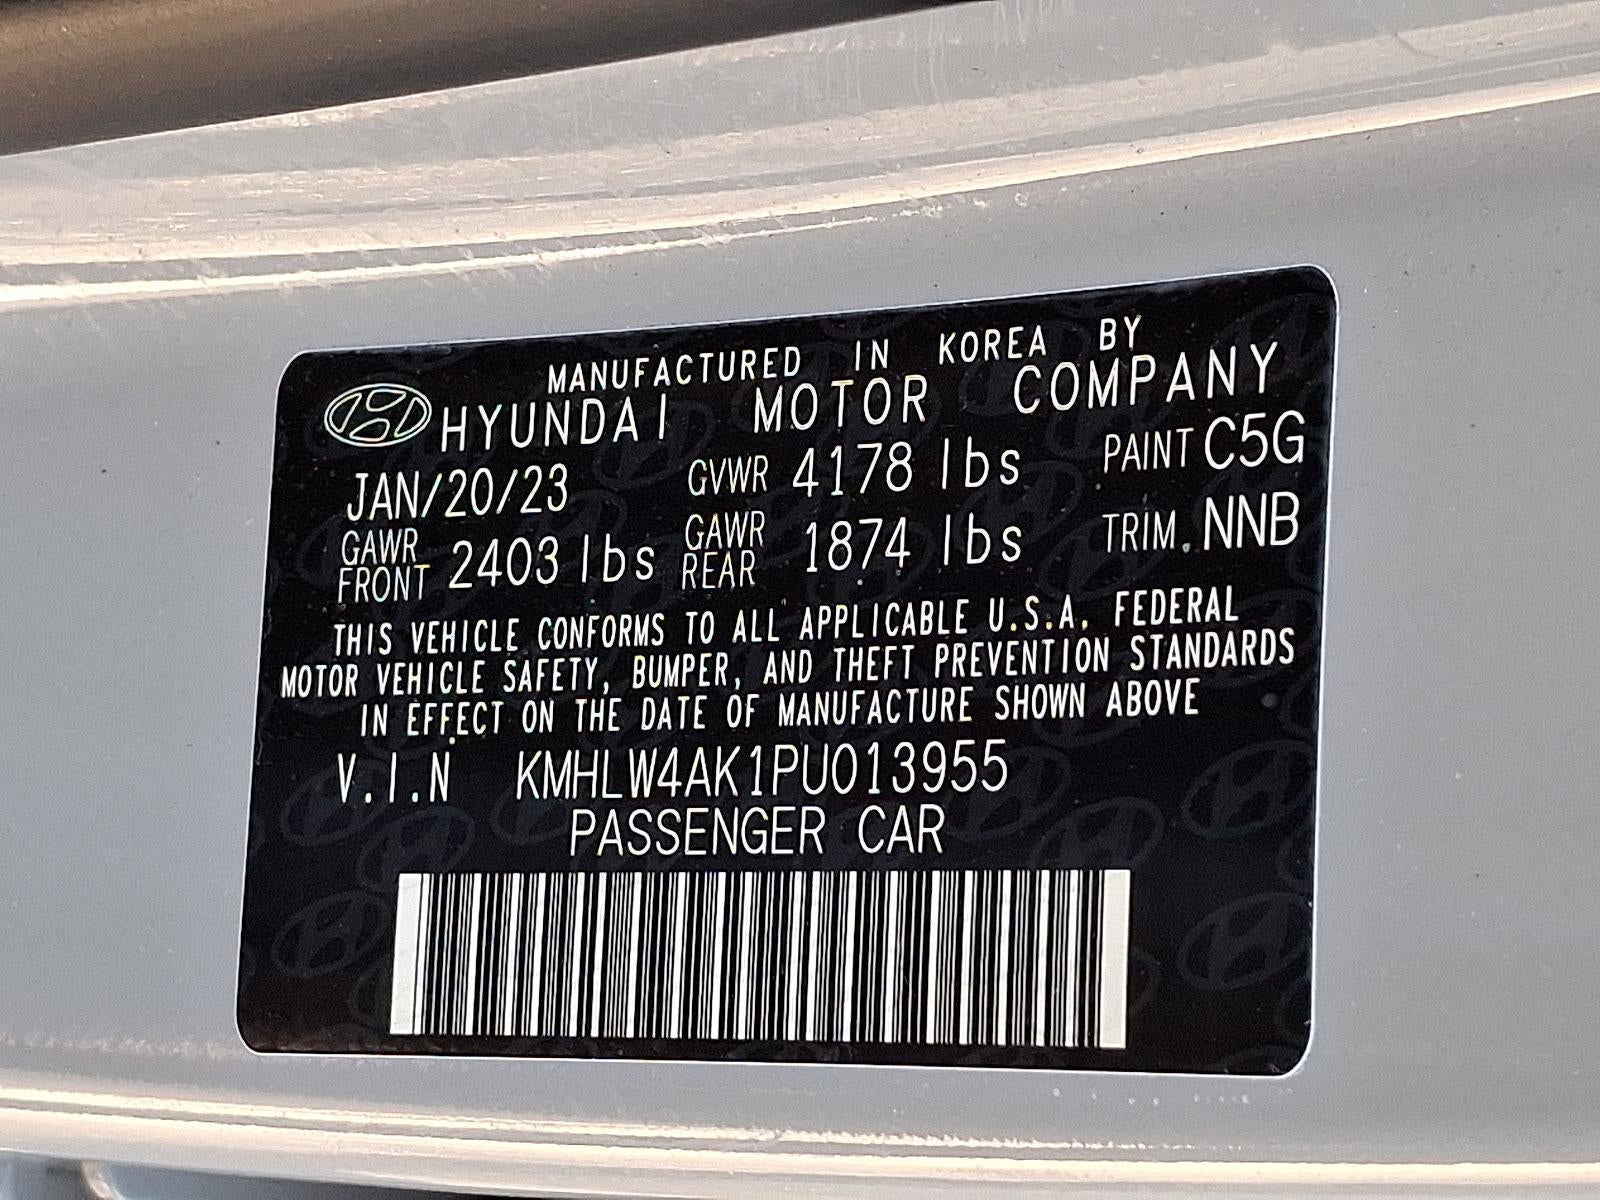 MANUFACTURED IN KOREA BY
HYUNDAI MOTOR COMPANY
JAN/20/23 GVWR 4178 lbs PAINT C5G
GAWR FRONT 2403 lbs GAWR REAR 1874 lbs TRIM. NNB
THIS VEHICLE CONFORMS TO ALL APPLICABLE U.S.A. FEDERAL
MOTOR VEHICLE SAFETY, BUMPER, AND THEFT PREVENTION STANDARDS
IN EFFECT ON THE DATE OF MANUFACTURE SHOWN ABOVE
V.I.N KMHLW4AK1PU013955
PASSENGER CAR